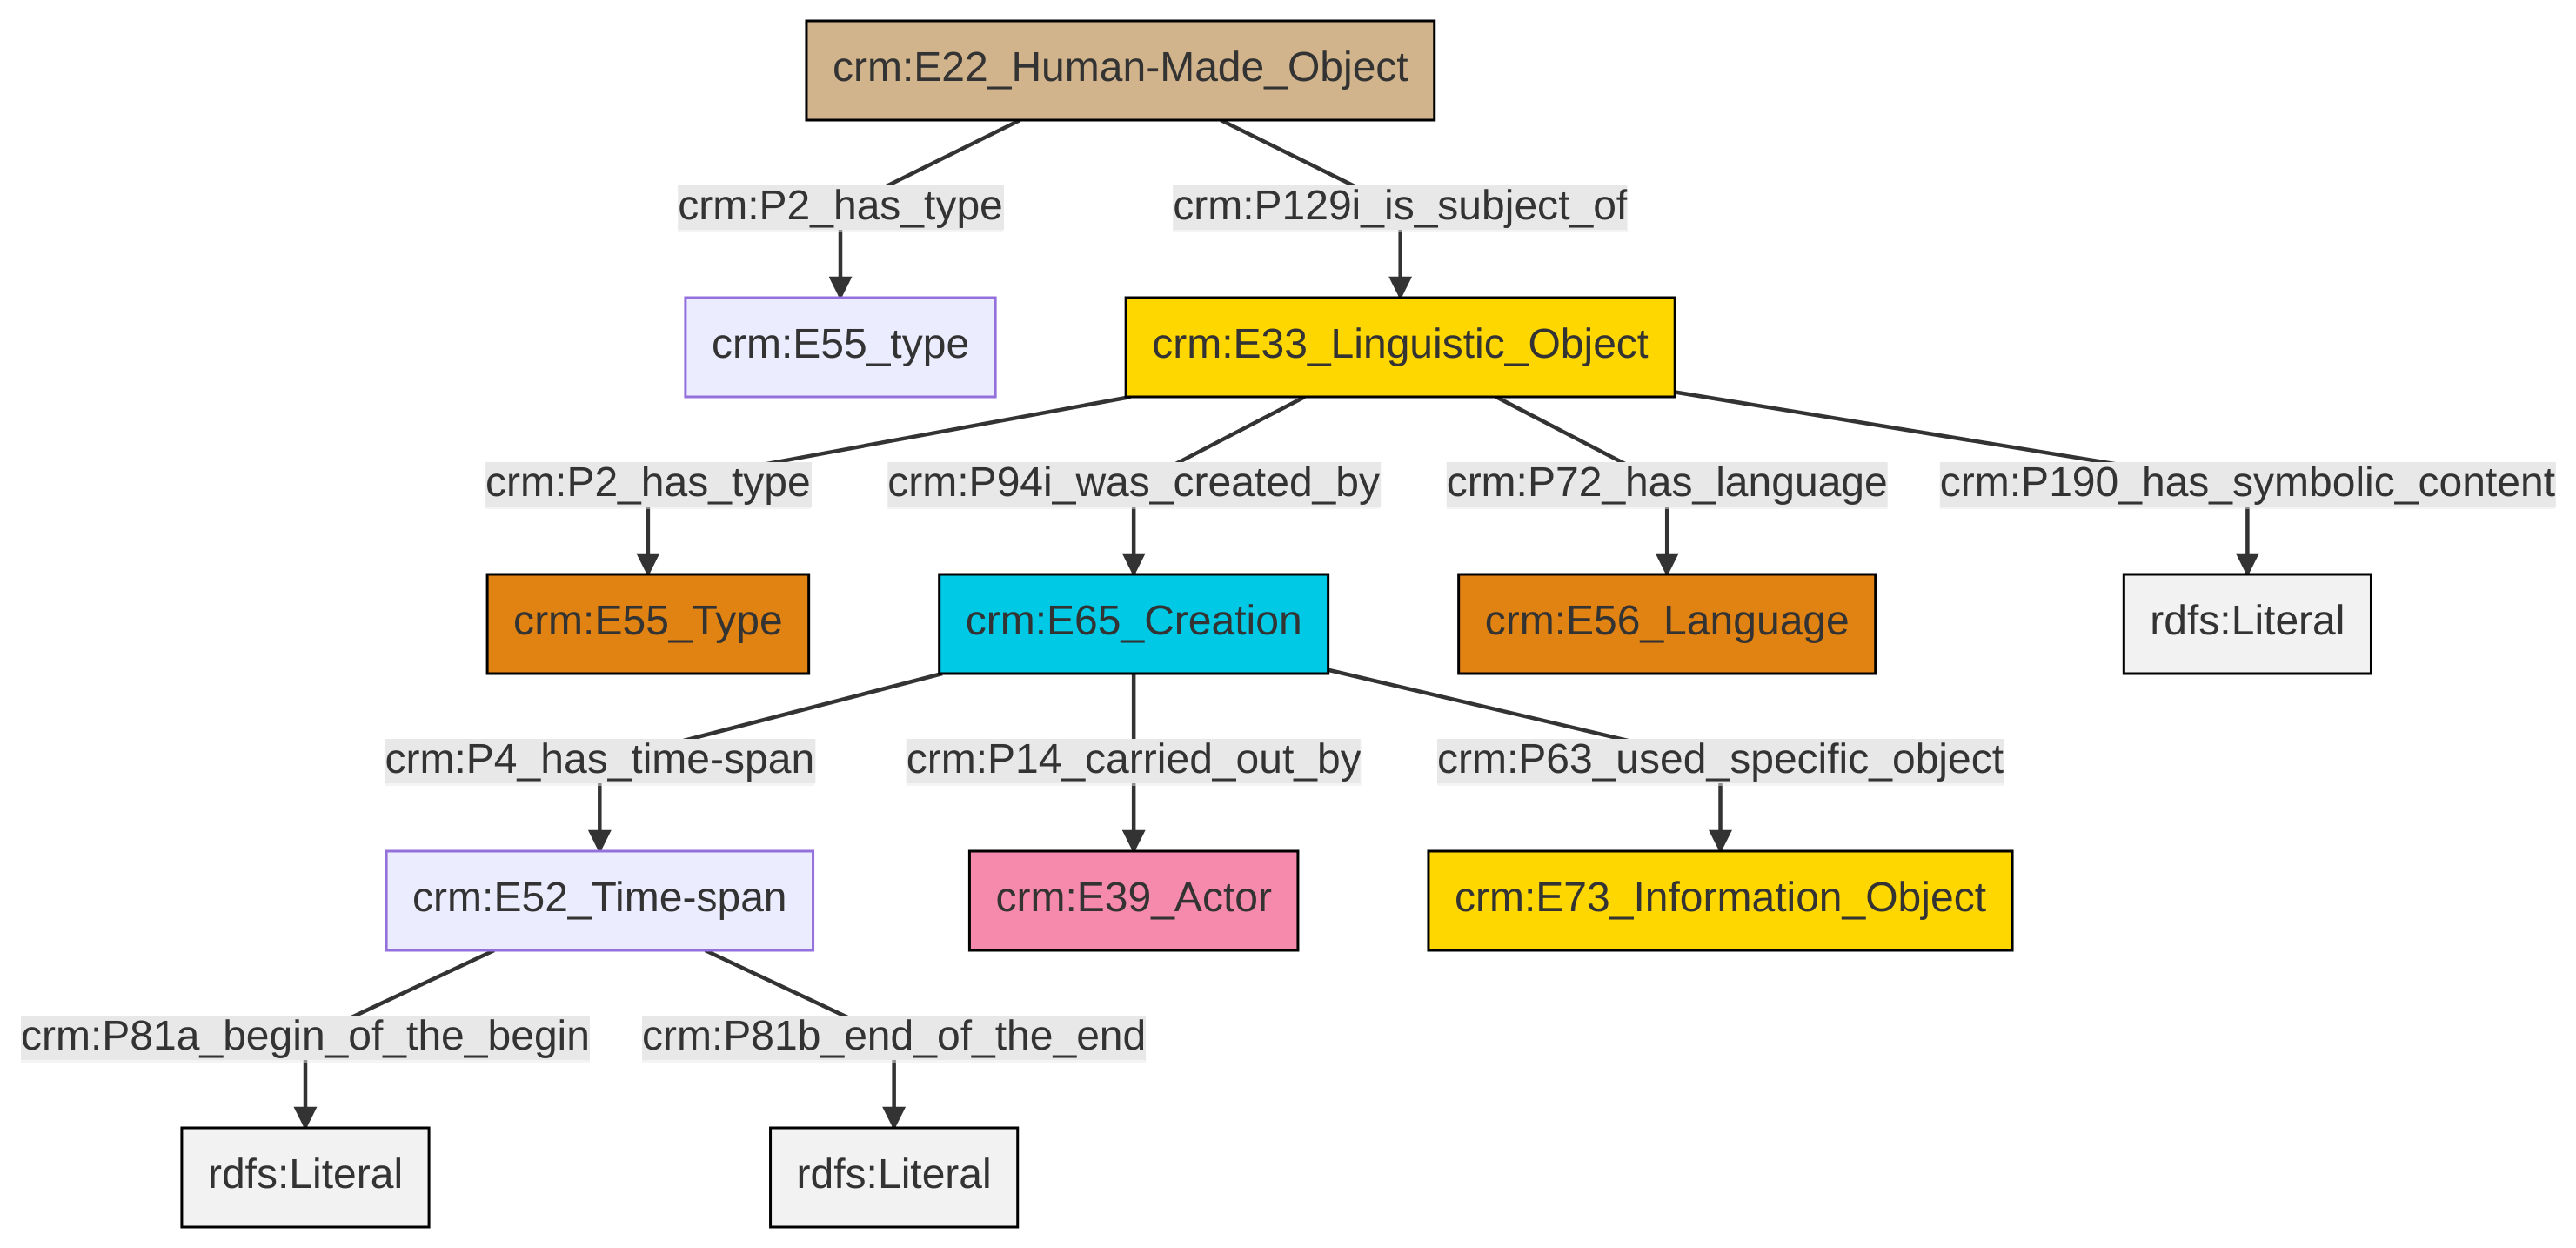 crm:E22_Human-Made_Object
crm:P2_has_type
crm:P129i_is_subject_of
crm:E55_type
crm:E33_Linguistic_Object
crm:P2_has_type
crm:P94i_was_created_by
crm:P72_has_language
crm:P190_has_symbolic_content
crm:E55_Type
crm:E65_Creation
crm:E56_Language
rdfs:Literal
crm:P4_has_time-span
crm:P14_carried_out_by
crm:P63_used_specific_object
crm:E52_Time-span
crm:E39_Actor
crm:E73_Information_Object
crm:P81a_begin_of_the_begin
crm:P81b_end_of_the_end
rdfs:Literal
rdfs:Literal